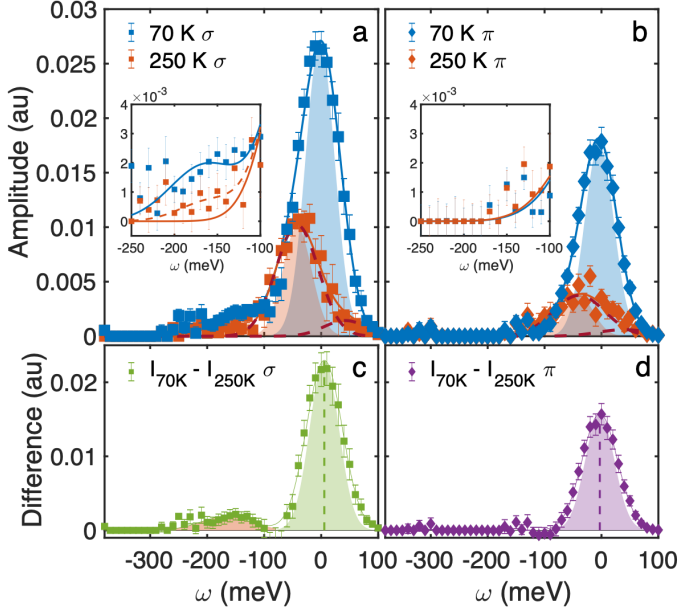 a
70 K σ
250 K σ
b
70 K π
250 K π
Amplitude (au)
0.03
0.025
0.02
0.015
0.01
0.005
0
×10⁻³
4
3
2
1
0
-250 -200 -150 -100
ω (meV)
×10⁻³
4
3
2
1
0
-250 -200 -150 -100
ω (meV)
c
I70K - I250K σ
d
I70K - I250K π
Difference (au)
0.02
0.01
0
-300 -200 -100 0 100
-300 -200 -100 0 100
ω (meV)
ω (meV)